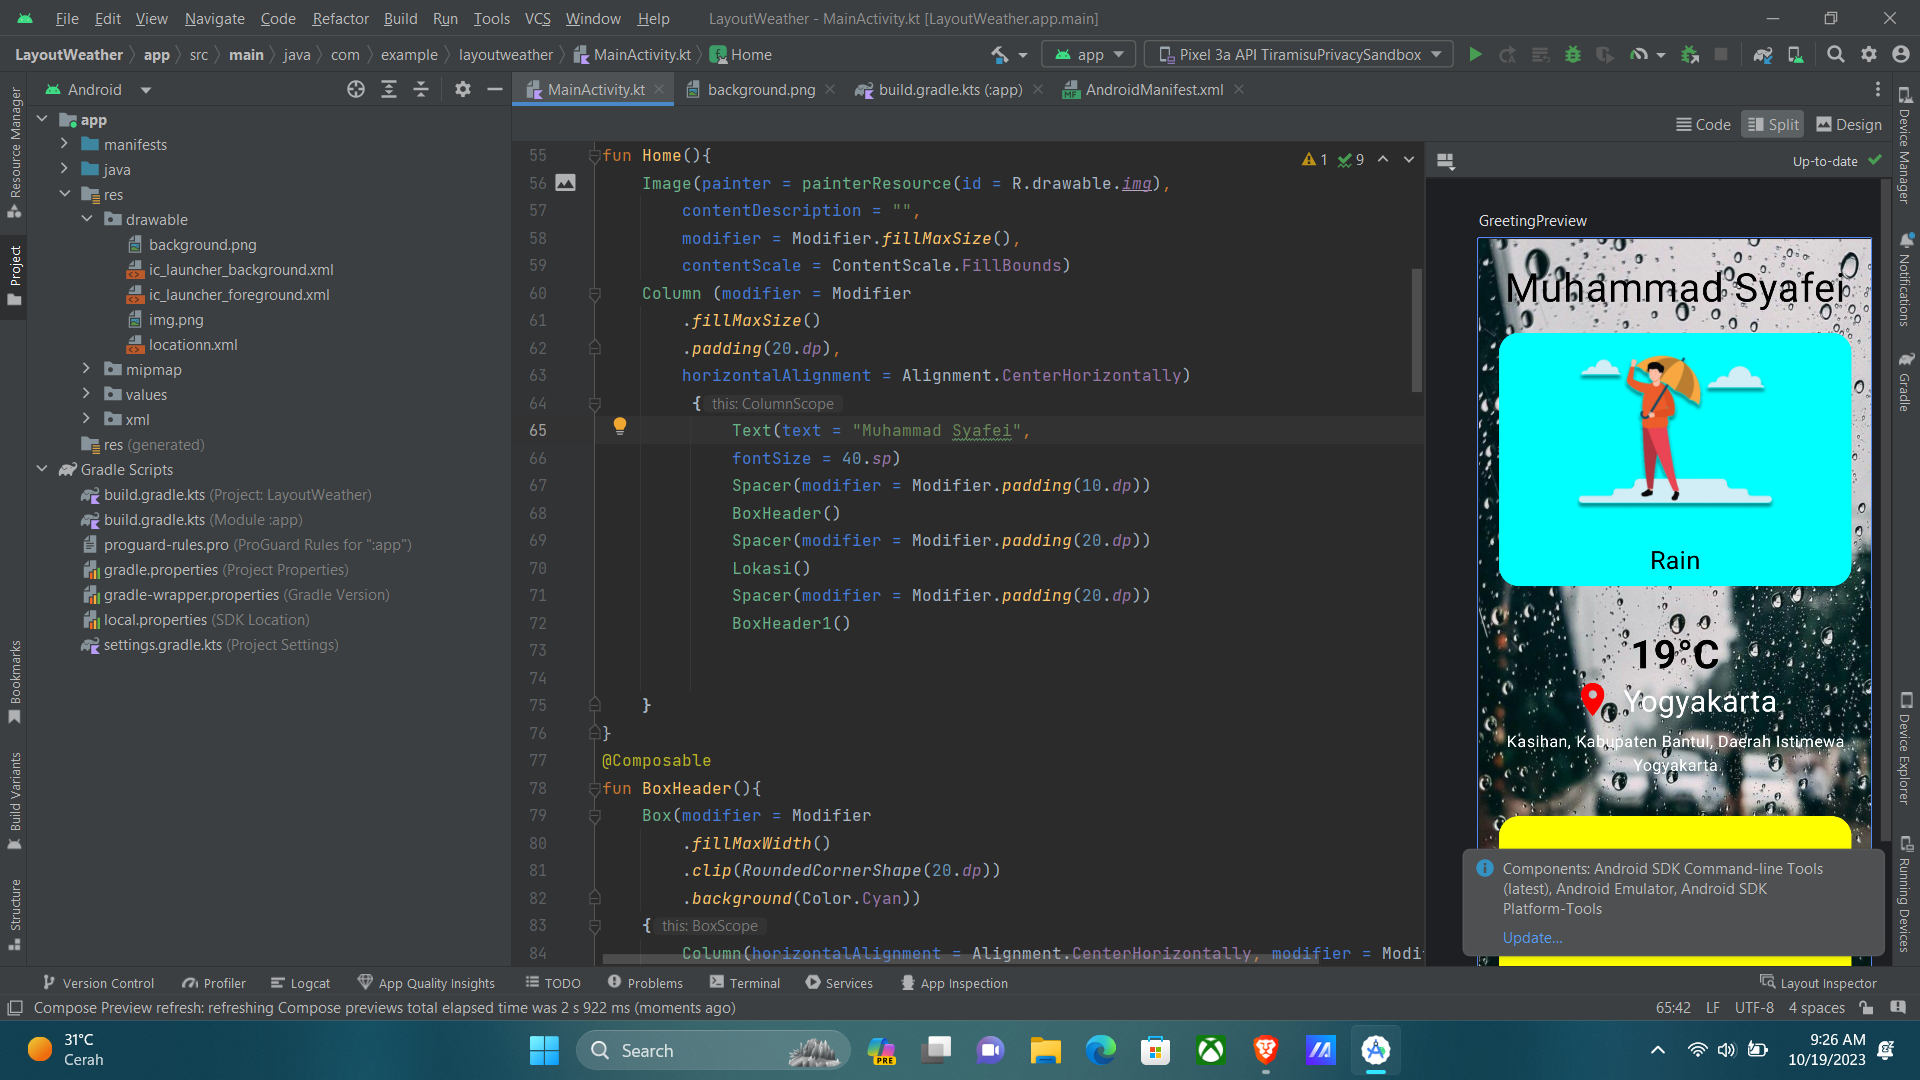 File Edit View Navigate Code Refactor Build Run Tools VCS Window Help LayoutWeather - MainActivity.kt [LayoutWeather.app.main]
LayoutWeather app src main java com example layoutweather MainActivity.kt Home app Pixel 3a API TiramisuPrivacySandbox
Android MainActivity.kt background.png build.gradle.kts (:app) AndroidManifest.xml
Code Split Design
Resource Manager
Project
Bookmarks
Build Variants
Structure
app
manifests
java
res
drawable
background.png
ic_launcher_background.xml
ic_launcher_foreground.xml
img.png
locationn.xml
mipmap
values
xml
res (generated)
Gradle Scripts
build.gradle.kts (Project: LayoutWeather)
build.gradle.kts (Module :app)
proguard-rules.pro (ProGuard Rules for ":app")
gradle.properties (Project Properties)
gradle-wrapper.properties (Gradle Version)
local.properties (SDK Location)
settings.gradle.kts (Project Settings)
1 9
55 fun Home(){
56 Image(painter = painterResource(id = R.drawable.img),
57 contentDescription = "",
58 modifier = Modifier.fillMaxSize(),
59 contentScale = ContentScale.FillBounds)
60 Column (modifier = Modifier
61 .fillMaxSize()
62 .padding(20.dp),
63 horizontalAlignment = Alignment.CenterHorizontally)
64 { this: ColumnScope
65 Text(text = "Muhammad Syafei",
66 fontSize = 40.sp)
67 Spacer(modifier = Modifier.padding(10.dp))
68 BoxHeader()
69 Spacer(modifier = Modifier.padding(20.dp))
70 Lokasi()
71 Spacer(modifier = Modifier.padding(20.dp))
72 BoxHeader1()
73
74
75 }
76 }
77 @Composable
78 fun BoxHeader(){
79 Box(modifier = Modifier
80 .fillMaxWidth()
81 .clip(RoundedCornerShape(20.dp))
82 .background(Color.Cyan))
83 { this: BoxScope
84 Column(horizontalAlignment = Alignment.CenterHorizontally, modifier = Modi
Up-to-date
GreetingPreview
Muhammad Syafei
Rain
19°C
Yogyakarta
Kasihan, Kabupaten Bantul, Daerah Istimewa
Yogyakarta
Components: Android SDK Command-line Tools
(latest), Android Emulator, Android SDK
Platform-Tools
Update...
Device Manager
Notifications
Gradle
Device Explorer
Running Devices
Version Control Profiler Logcat App Quality Insights TODO Problems Terminal Services App Inspection Layout Inspector
Compose Preview refresh: refreshing Compose previews total elapsed time was 2 s 922 ms (moments ago) 65:42 LF UTF-8 4 spaces
31°C
Cerah
Search
PRE
9:26 AM
10/19/2023